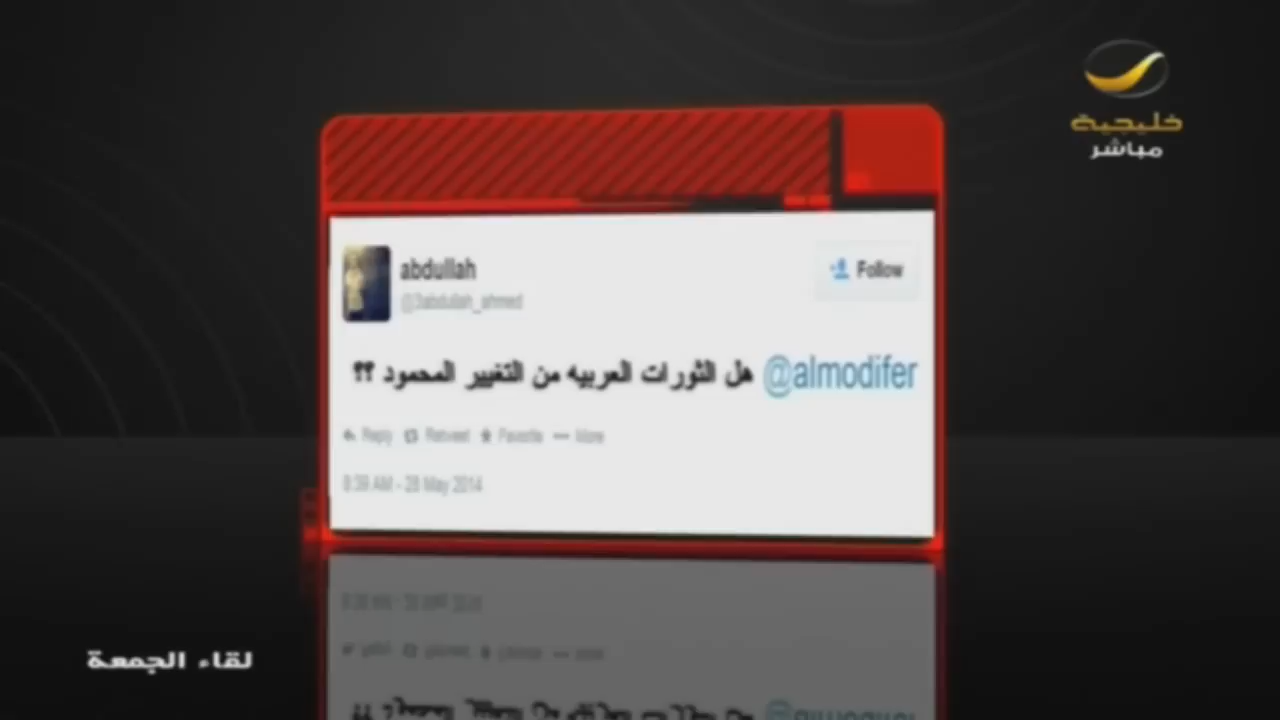 خليجية
مباشر
abdullah
Follow
@3abdullah_ahmed
@almodifer هل الثورات العربيه من التغيير المحمود ؟؟
Reply Retweet Favorite More
8:39 AM - 28 May 2014
لقاء الجمعة